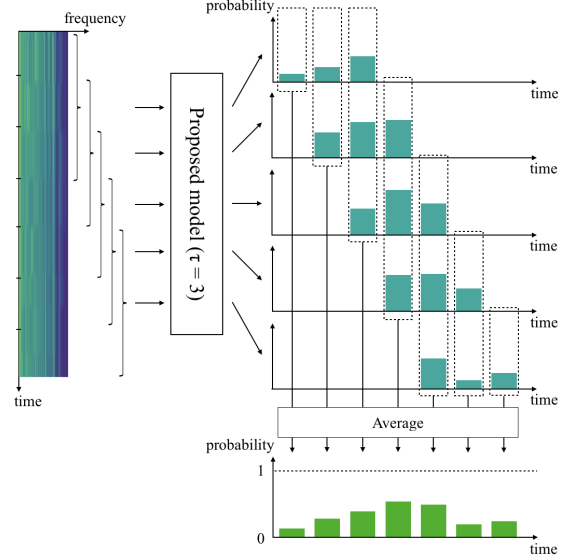 frequency
probability
time
time
time
time
time
time
Proposed model (τ = 3)
Average
probability
1
0
time